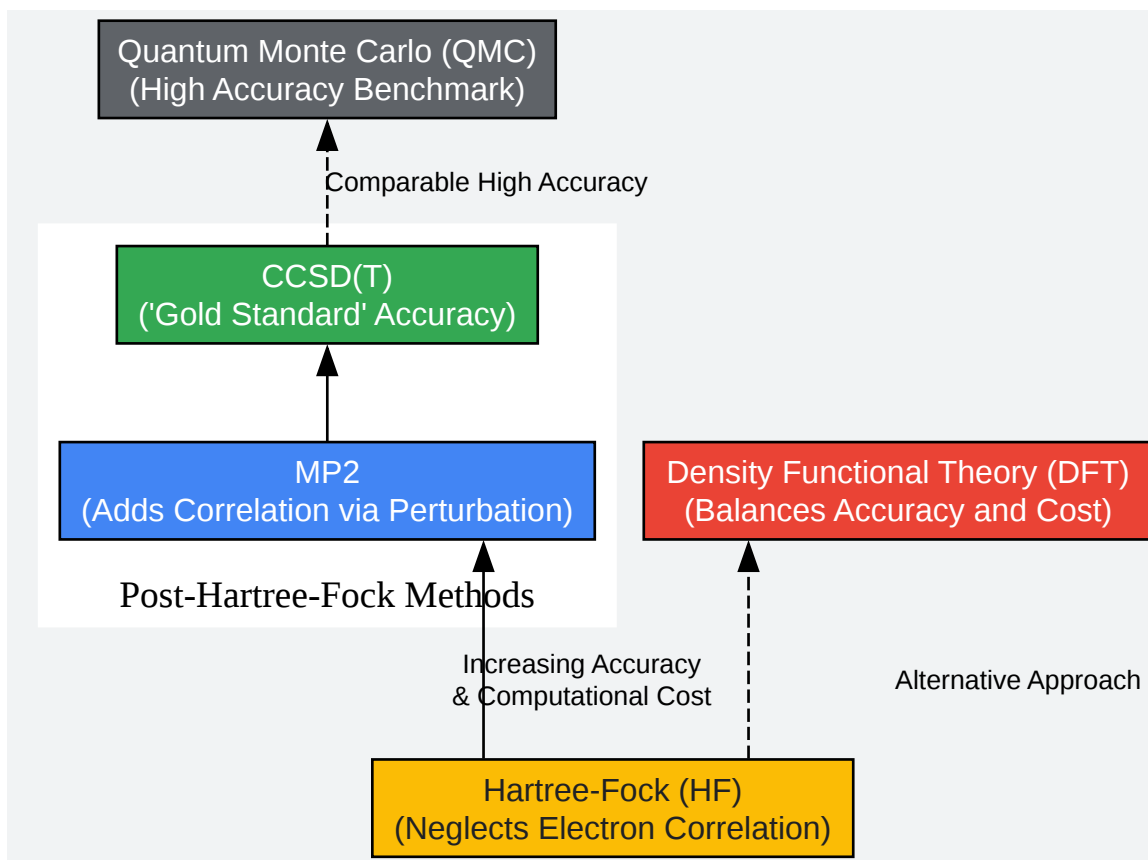 Quantum Monte Carlo (QMC)
(High Accuracy Benchmark)
Comparable High Accuracy
CCSD(T)
('Gold Standard' Accuracy)
MP2
(Adds Correlation via Perturbation)
Density Functional Theory (DFT)
(Balances Accuracy and Cost)
Post-Hartree-Fock Methods
Increasing Accuracy
& Computational Cost
Alternative Approach
Hartree-Fock (HF)
(Neglects Electron Correlation)